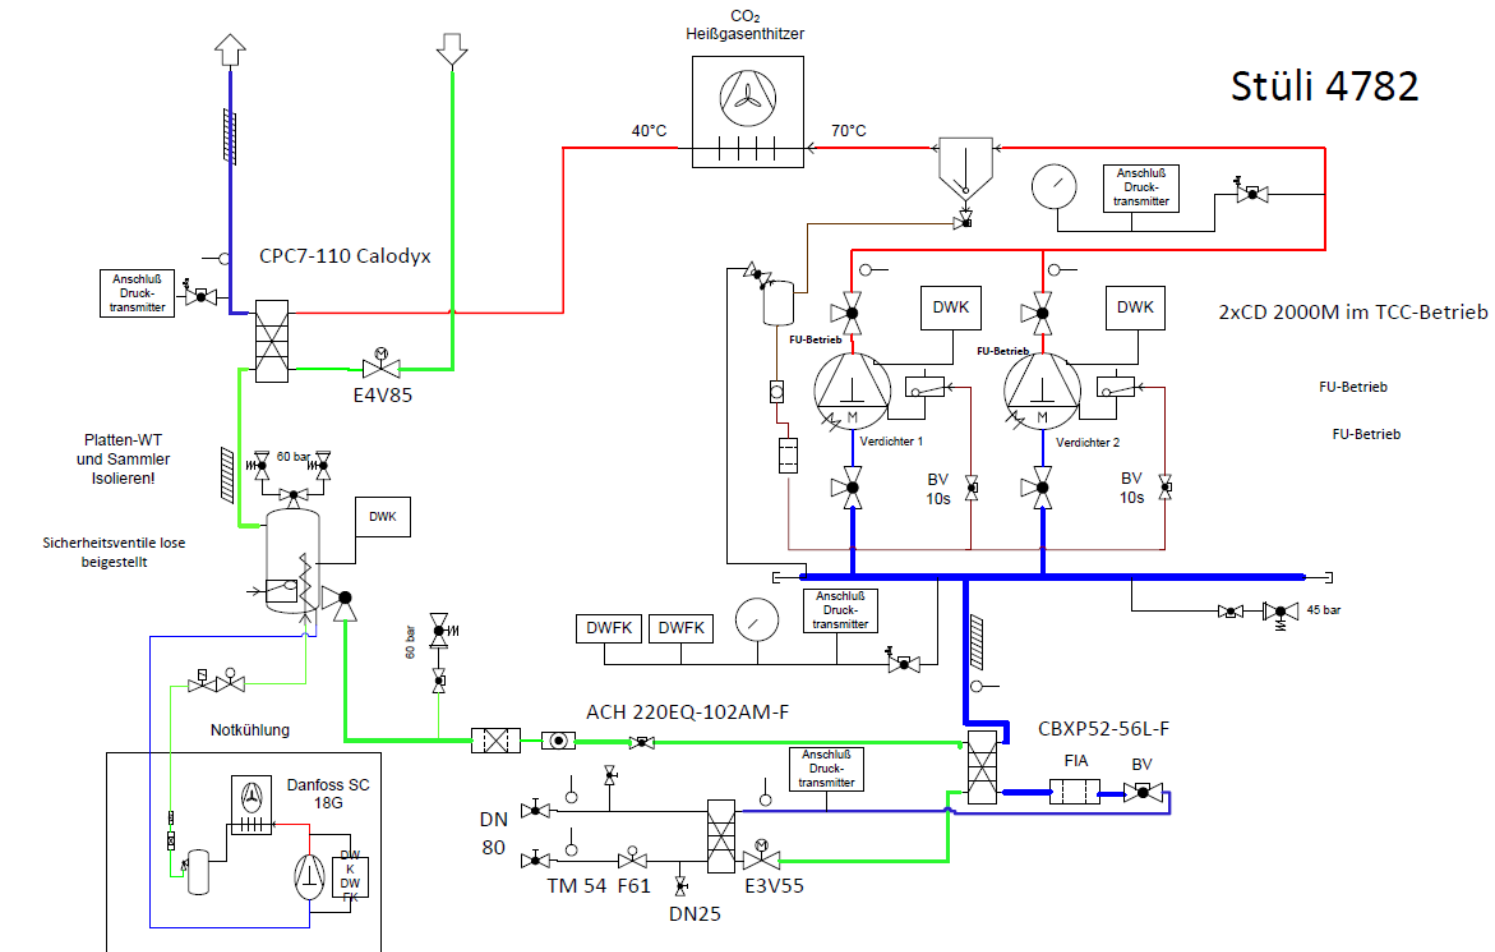 CO₂
Heißgasenthitzer
Stüli 4782
40°C
70°C
Anschluß
Druck-
transmitter
CPC7-110 Calodyx
Anschluß
Druck-
transmitter
DWK
DWK
2xCD 2000M im TCC-Betrieb
FU-Betrieb
FU-Betrieb
E4V85
FU-Betrieb
M
M
M
Verdichter 1
Verdichter 2
FU-Betrieb
Platten-WT
und Sammler
Isolieren!
60 bar
BV
10s
BV
10s
DWK
Sicherheitsventile lose
beigestellt
Anschluß
Druck-
transmitter
45 bar
DWFK
DWFK
60 bar
Notkühlung
ACH 220EQ-102AM-F
CBXP52-56L-F
Anschluß
Druck-
transmitter
FIA
BV
Danfoss SC
18G
DN
80
M
DW
K
DW
FK
TM 54
F61
E3V55
DN25